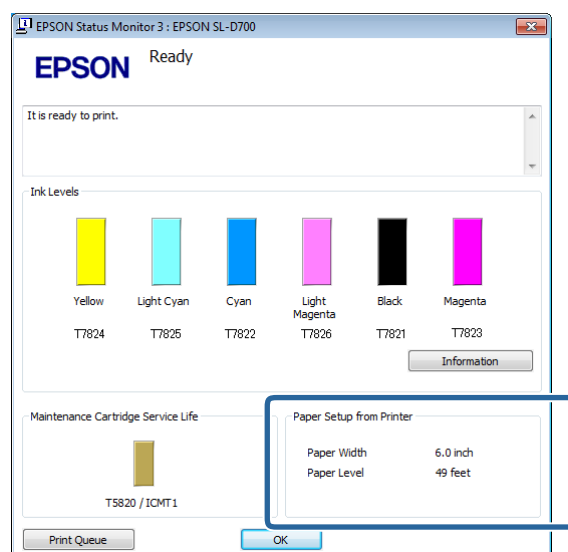 EPSON Status Monitor 3 : EPSON SL-D700
EPSON
Ready
It is ready to print.
Ink Levels
Yellow Light Cyan Cyan Light Magenta Black Magenta
T7824 T7825 T7822 T7826 T7821 T7823
Information
Maintenance Cartridge Service Life
T5820 / ICMT1
Paper Setup from Printer
Paper Width 6.0 inch
Paper Level 49 feet
Print Queue
OK